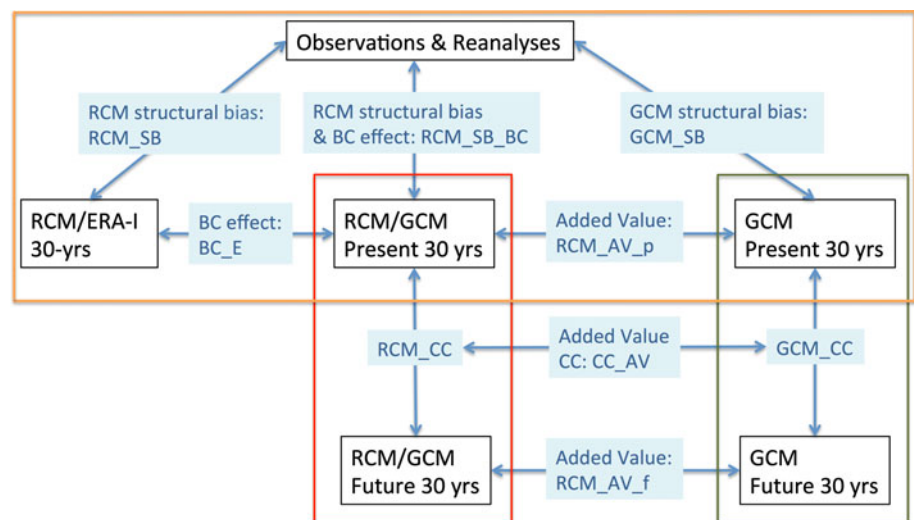 Observations & Reanalyses
RCM structural bias:
RCM_SB
RCM structural bias
& BC effect: RCM_SB_BC
GCM structural bias:
GCM_SB
RCM/ERA-I
30-yrs
BC effect:
BC_E
RCM/GCM
Present 30 yrs
Added Value:
RCM_AV_p
GCM
Present 30 yrs
RCM_CC
Added Value
CC: CC_AV
GCM_CC
RCM/GCM
Future 30 yrs
Added Value:
RCM_AV_f
GCM
Future 30 yrs